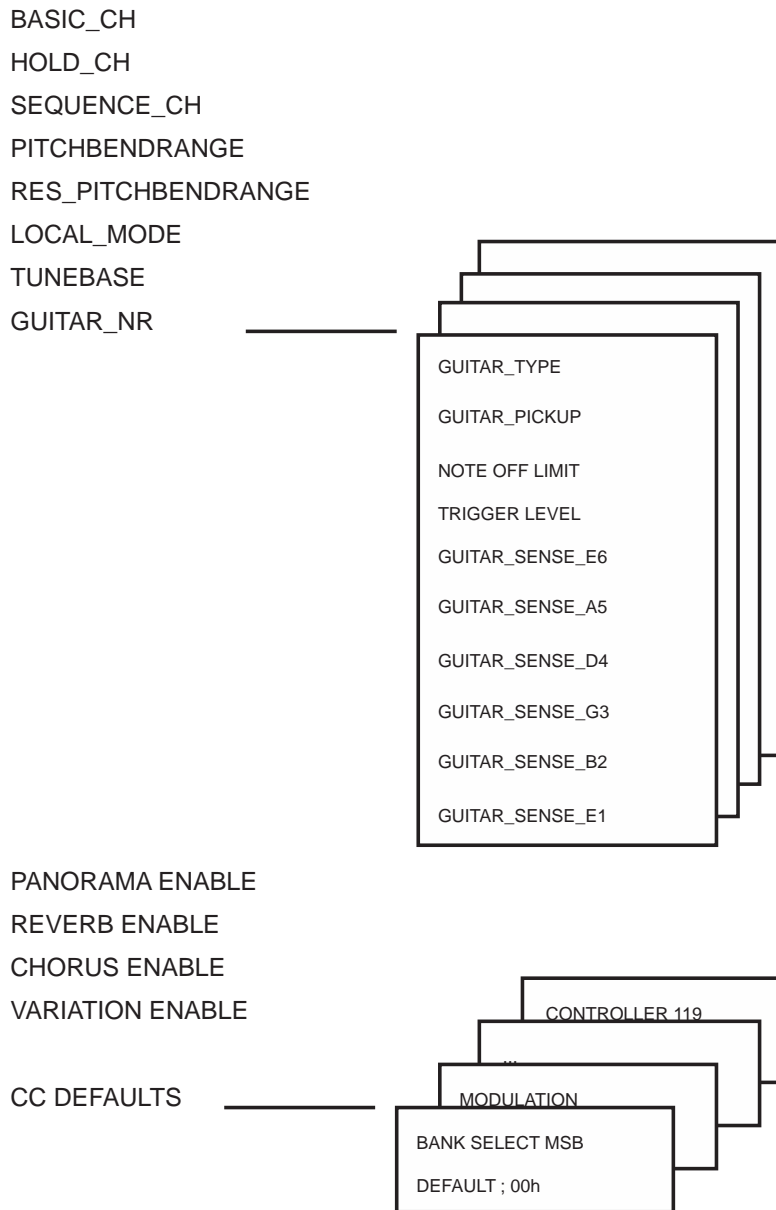 BASIC_CH
HOLD_CH
SEQUENCE_CH
PITCHBENDRANGE
RES_PITCHBENDRANGE
LOCAL_MODE
TUNEBASE
GUITAR_NR
GUITAR_TYPE
GUITAR_PICKUP
NOTE OFF LIMIT
TRIGGER LEVEL
GUITAR_SENSE_E6
GUITAR_SENSE_A5
GUITAR_SENSE_D4
GUITAR_SENSE_G3
GUITAR_SENSE_B2
GUITAR_SENSE_E1
PANORAMA ENABLE
REVERB ENABLE
CHORUS ENABLE
VARIATION ENABLE
CONTROLLER 119
...
CC DEFAULTS
MODULATION
BANK SELECT MSB
DEFAULT ; 00h